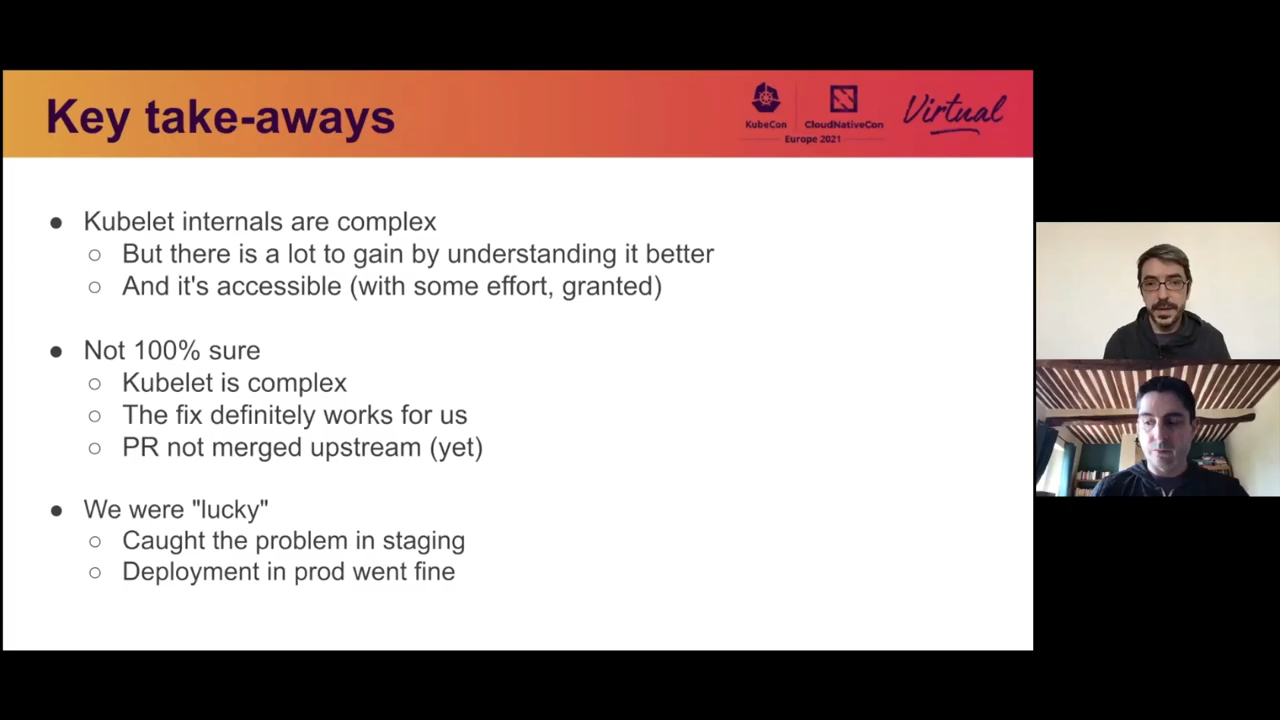 Key take-aways
KubeCon
CloudNativeCon
Europe 2021
Virtual
● Kubelet internals are complex
○ But there is a lot to gain by understanding it better
○ And it's accessible (with some effort, granted)
● Not 100% sure
○ Kubelet is complex
○ The fix definitely works for us
○ PR not merged upstream (yet)
● We were "lucky"
○ Caught the problem in staging
○ Deployment in prod went fine